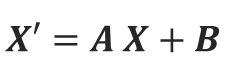 X′ = A X + B